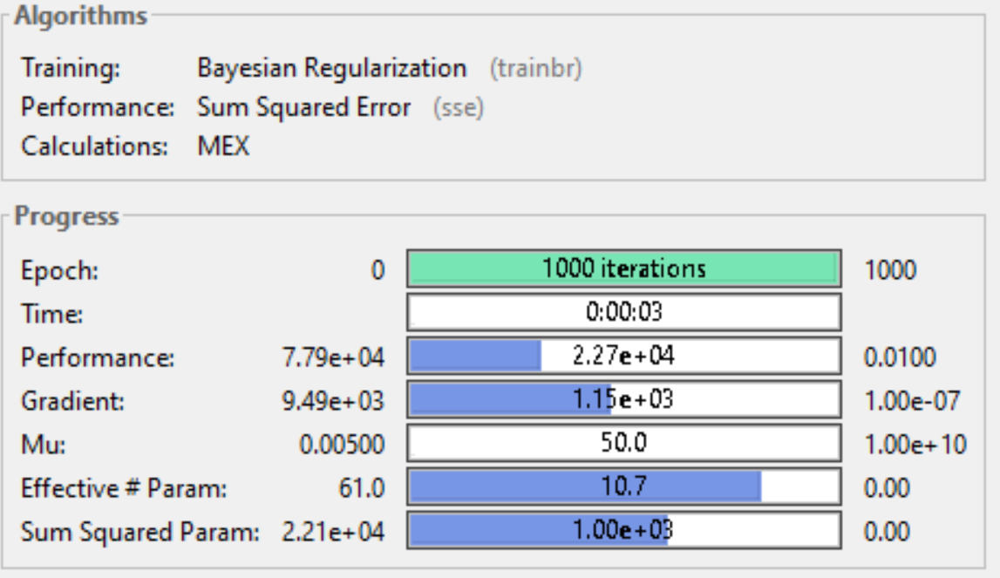 Algorithms
Training: Bayesian Regularization (trainbr)
Performance: Sum Squared Error (sse)
Calculations: MEX
Progress
Epoch: 0 1000 iterations 1000
Time: 0:00:03
Performance: 7.79e+04 2.27e+04 0.0100
Gradient: 9.49e+03 1.15e+03 1.00e-07
Mu: 0.00500 50.0 1.00e+10
Effective # Param: 61.0 10.7 0.00
Sum Squared Param: 2.21e+04 1.00e+03 0.00